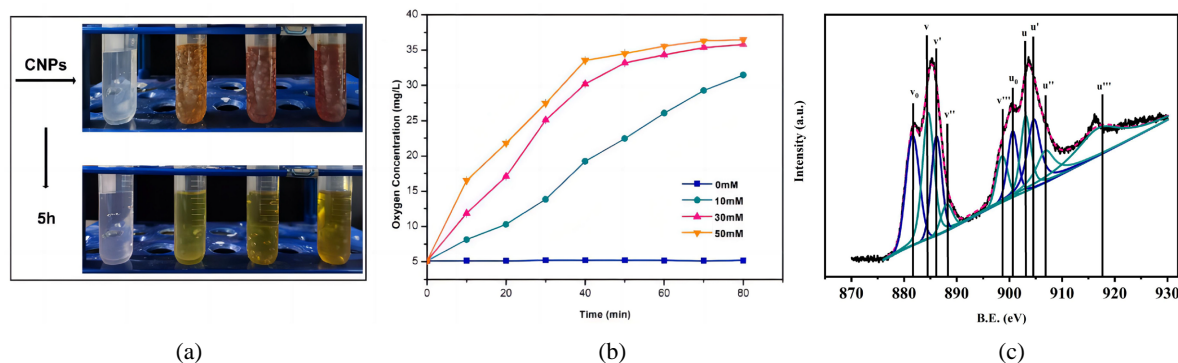 CNPs
5h
(a)
Oxygen Concentration (mg/L)
40
35
30
25
20
15
10
5
0mM
10mM
30mM
50mM
0 20 40 60 80
Time (min)
(b)
Intensity (a.u.)
v
v'
v₀
v''
v'''
u₀
u
u'
u''
u'''
870 880 890 900 910 920 930
B.E. (eV)
(c)